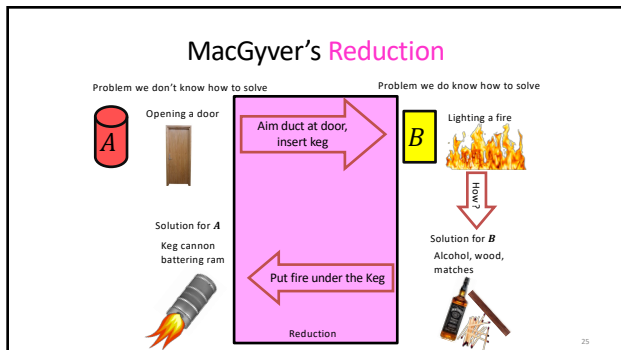 MacGyver's Reduction
Problem we don't know how to solve
Problem we do know how to solve
A
Opening a door
Aim duct at door,
insert keg
B
Lighting a fire
How?
Solution for A
Keg cannon
battering ram
Put fire under the Keg
Solution for B
Alcohol, wood,
matches
Reduction
25